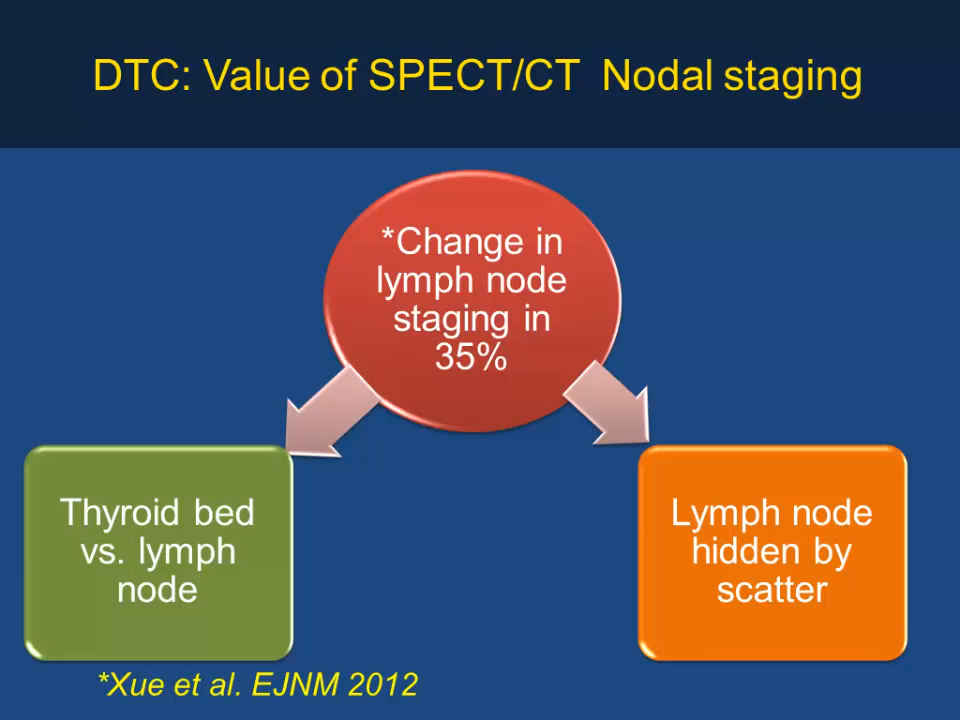 DTC: Value of SPECT/CT Nodal staging
*Change in
lymph node
staging in
35%
Thyroid bed
vs. lymph
node
Lymph node
hidden by
scatter
*Xue et al. EJNM 2012